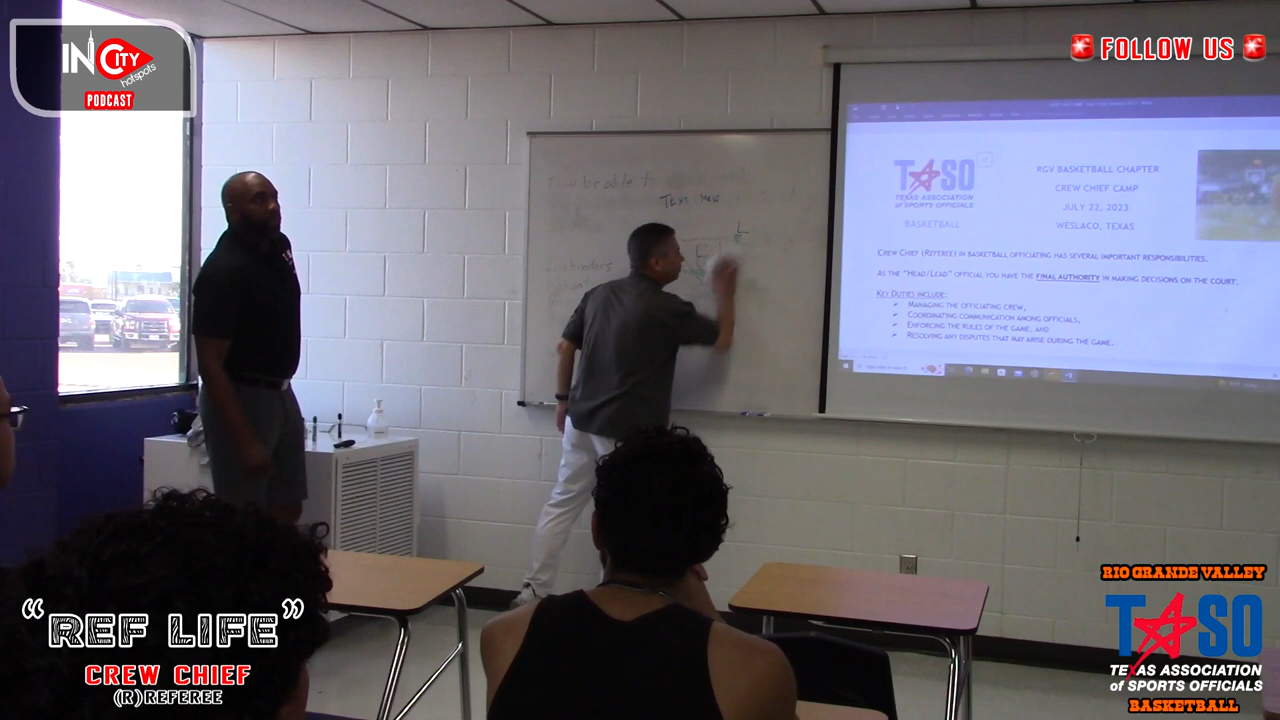 IN CITY
hotspots
PODCAST
FOLLOW US
TASO
TEXAS ASSOCIATION
of SPORTS OFFICIALS
BASKETBALL
RGV BASKETBALL CHAPTER
CREW CHIEF CAMP
JULY 22, 2023
WESLACO, TEXAS
CREW CHIEF (REFEREE) IN BASKETBALL OFFICIATING HAS SEVERAL IMPORTANT RESPONSIBILITIES.
AS THE "HEAD/LEAD" OFFICIAL YOU HAVE THE FINAL AUTHORITY IN MAKING DECISIONS ON THE COURT.
KEY DUTIES INCLUDE:
➢ MANAGING THE OFFICIATING CREW,
➢ COORDINATING COMMUNICATION AMONG OFFICIALS,
➢ ENFORCING THE RULES OF THE GAME, AND
➢ RESOLVING ANY DISPUTES THAT MAY ARISE DURING THE GAME.
be able
Text
L
L
"REF LIFE"
CREW CHIEF
(R)REFEREE
RIO GRANDE VALLEY
TASO
TEXAS ASSOCIATION
of SPORTS OFFICIALS
BASKETBALL